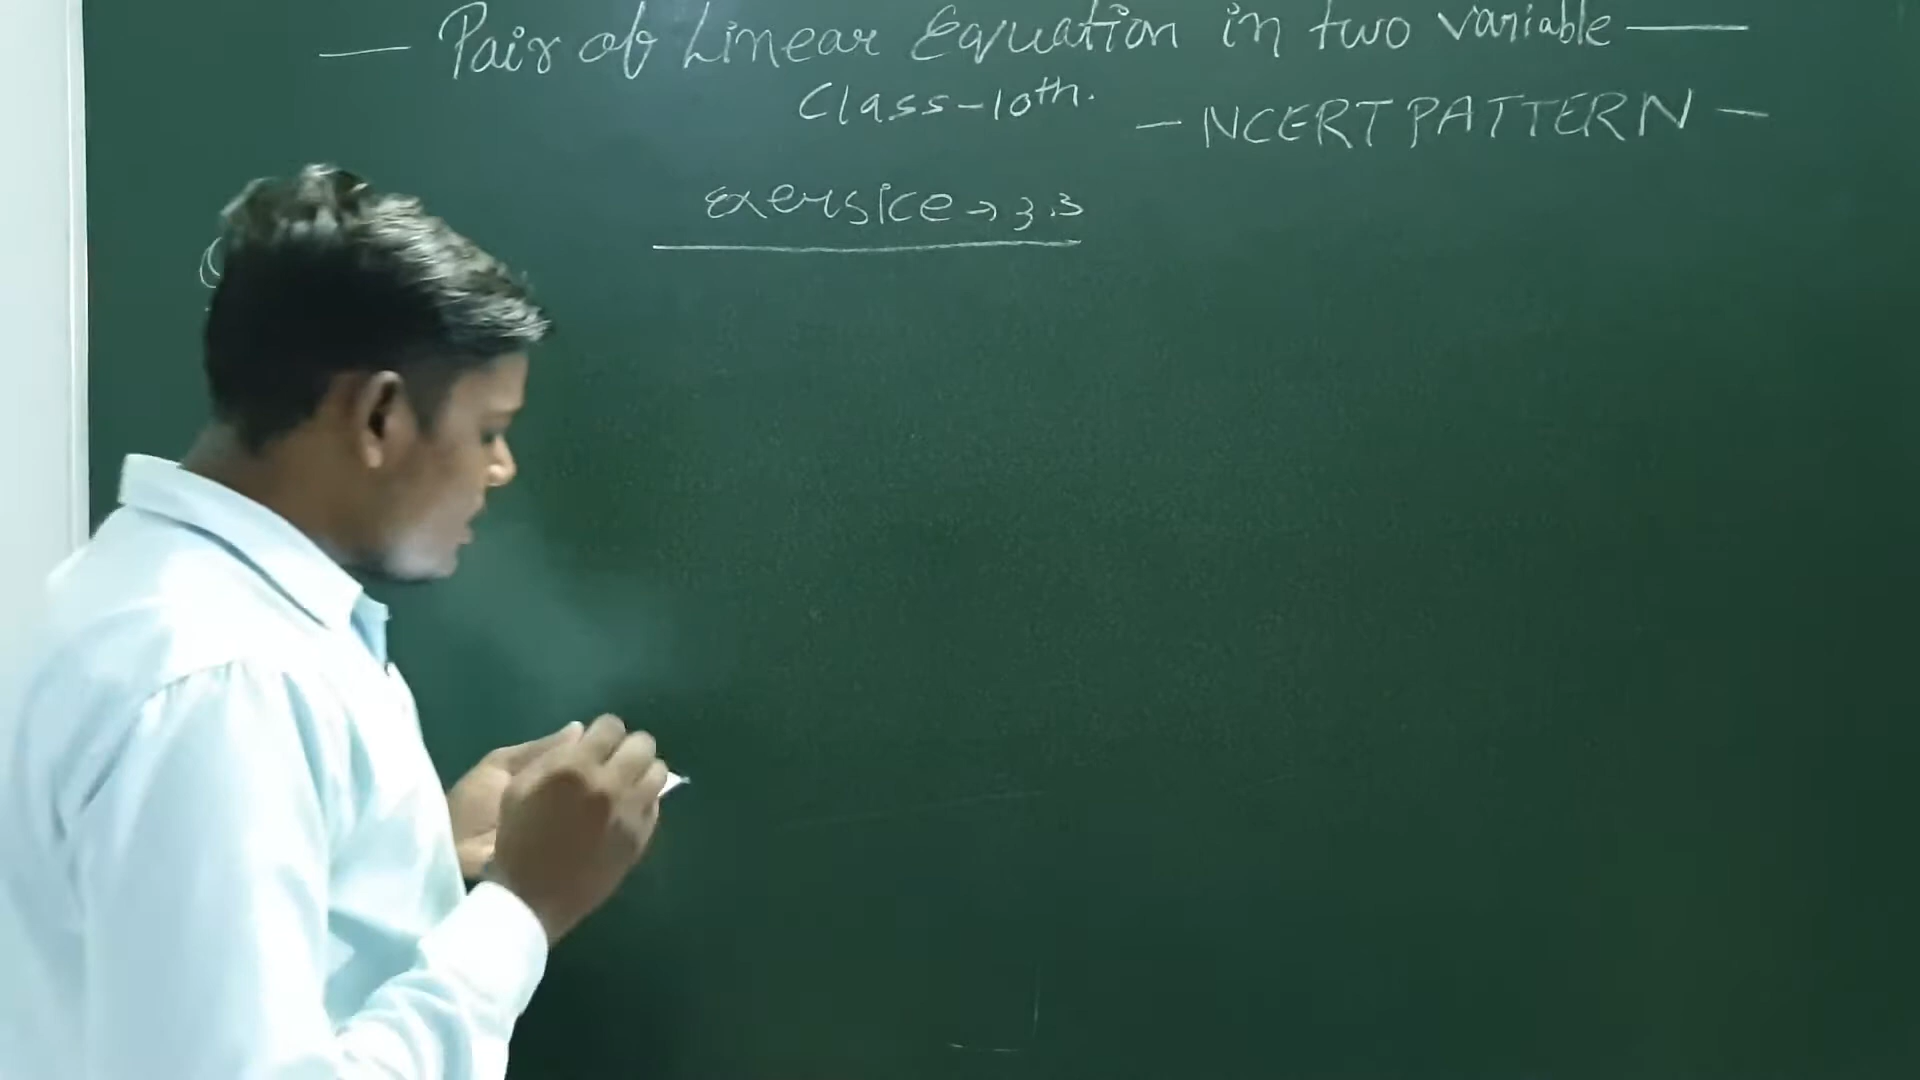 — Pair of Linear Equation in two variable —
Class-10th.
- NCERT PATTERN -
exersice → 3.3